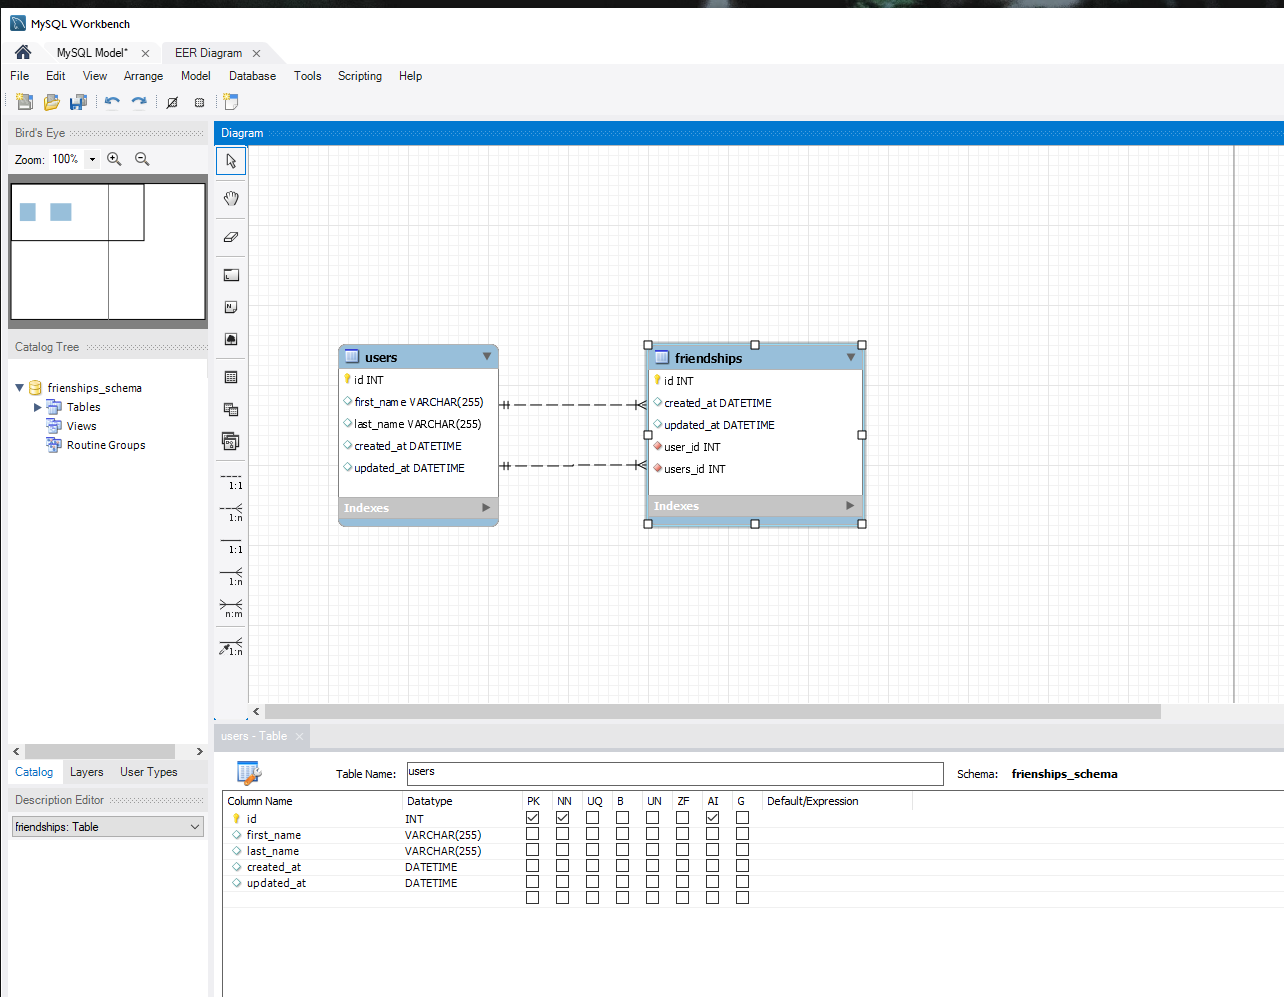 MySQL Workbench
MySQL Model*
EER Diagram
File Edit View Arrange Model Database Tools Scripting Help
Bird's Eye
Zoom: 100%
Catalog Tree
frienships_schema
Tables
Views
Routine Groups
Catalog Layers User Types
Description Editor
friendships: Table
Diagram
1:1
1:n
1:1
1:n
n:m
1:n
users
id INT
first_name VARCHAR(255)
last_name VARCHAR(255)
created_at DATETIME
updated_at DATETIME
Indexes
friendships
id INT
created_at DATETIME
updated_at DATETIME
user_id INT
users_id INT
Indexes
users - Table
Table Name: users Schema: frienships_schema
Column Name Datatype PK NN UQ B UN ZF AI G Default/Expression
id INT
first_name VARCHAR(255)
last_name VARCHAR(255)
created_at DATETIME
updated_at DATETIME